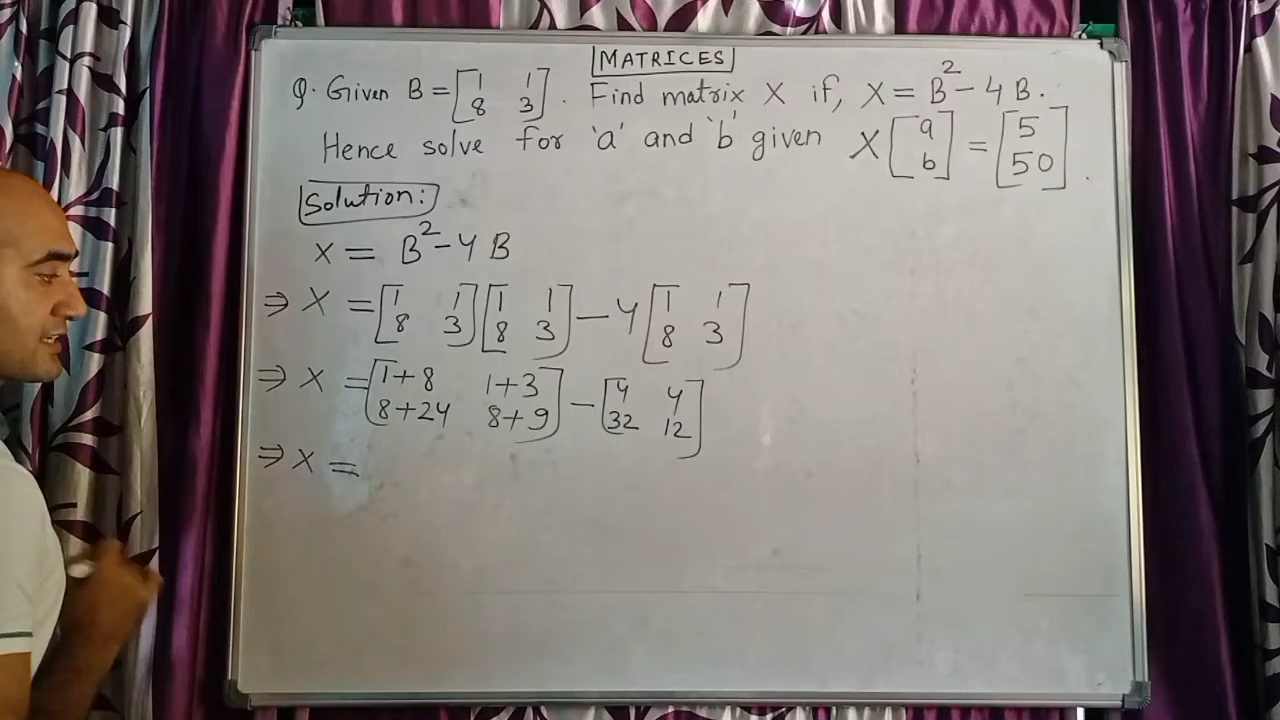 MATRICES
Q. Given B = [1 1 8 3]. Find matrix X if, X = B² - 4B.
Hence solve for 'a' and 'b' given X [a b] = [5 50].
Solution:
X = B² - 4B
⇒ X = [1 1 8 3] [1 1 8 3] - 4 [1 1 8 3]
⇒ X = [1+8 1+3 8+24 8+9] - [4 4 32 12]
⇒ X =